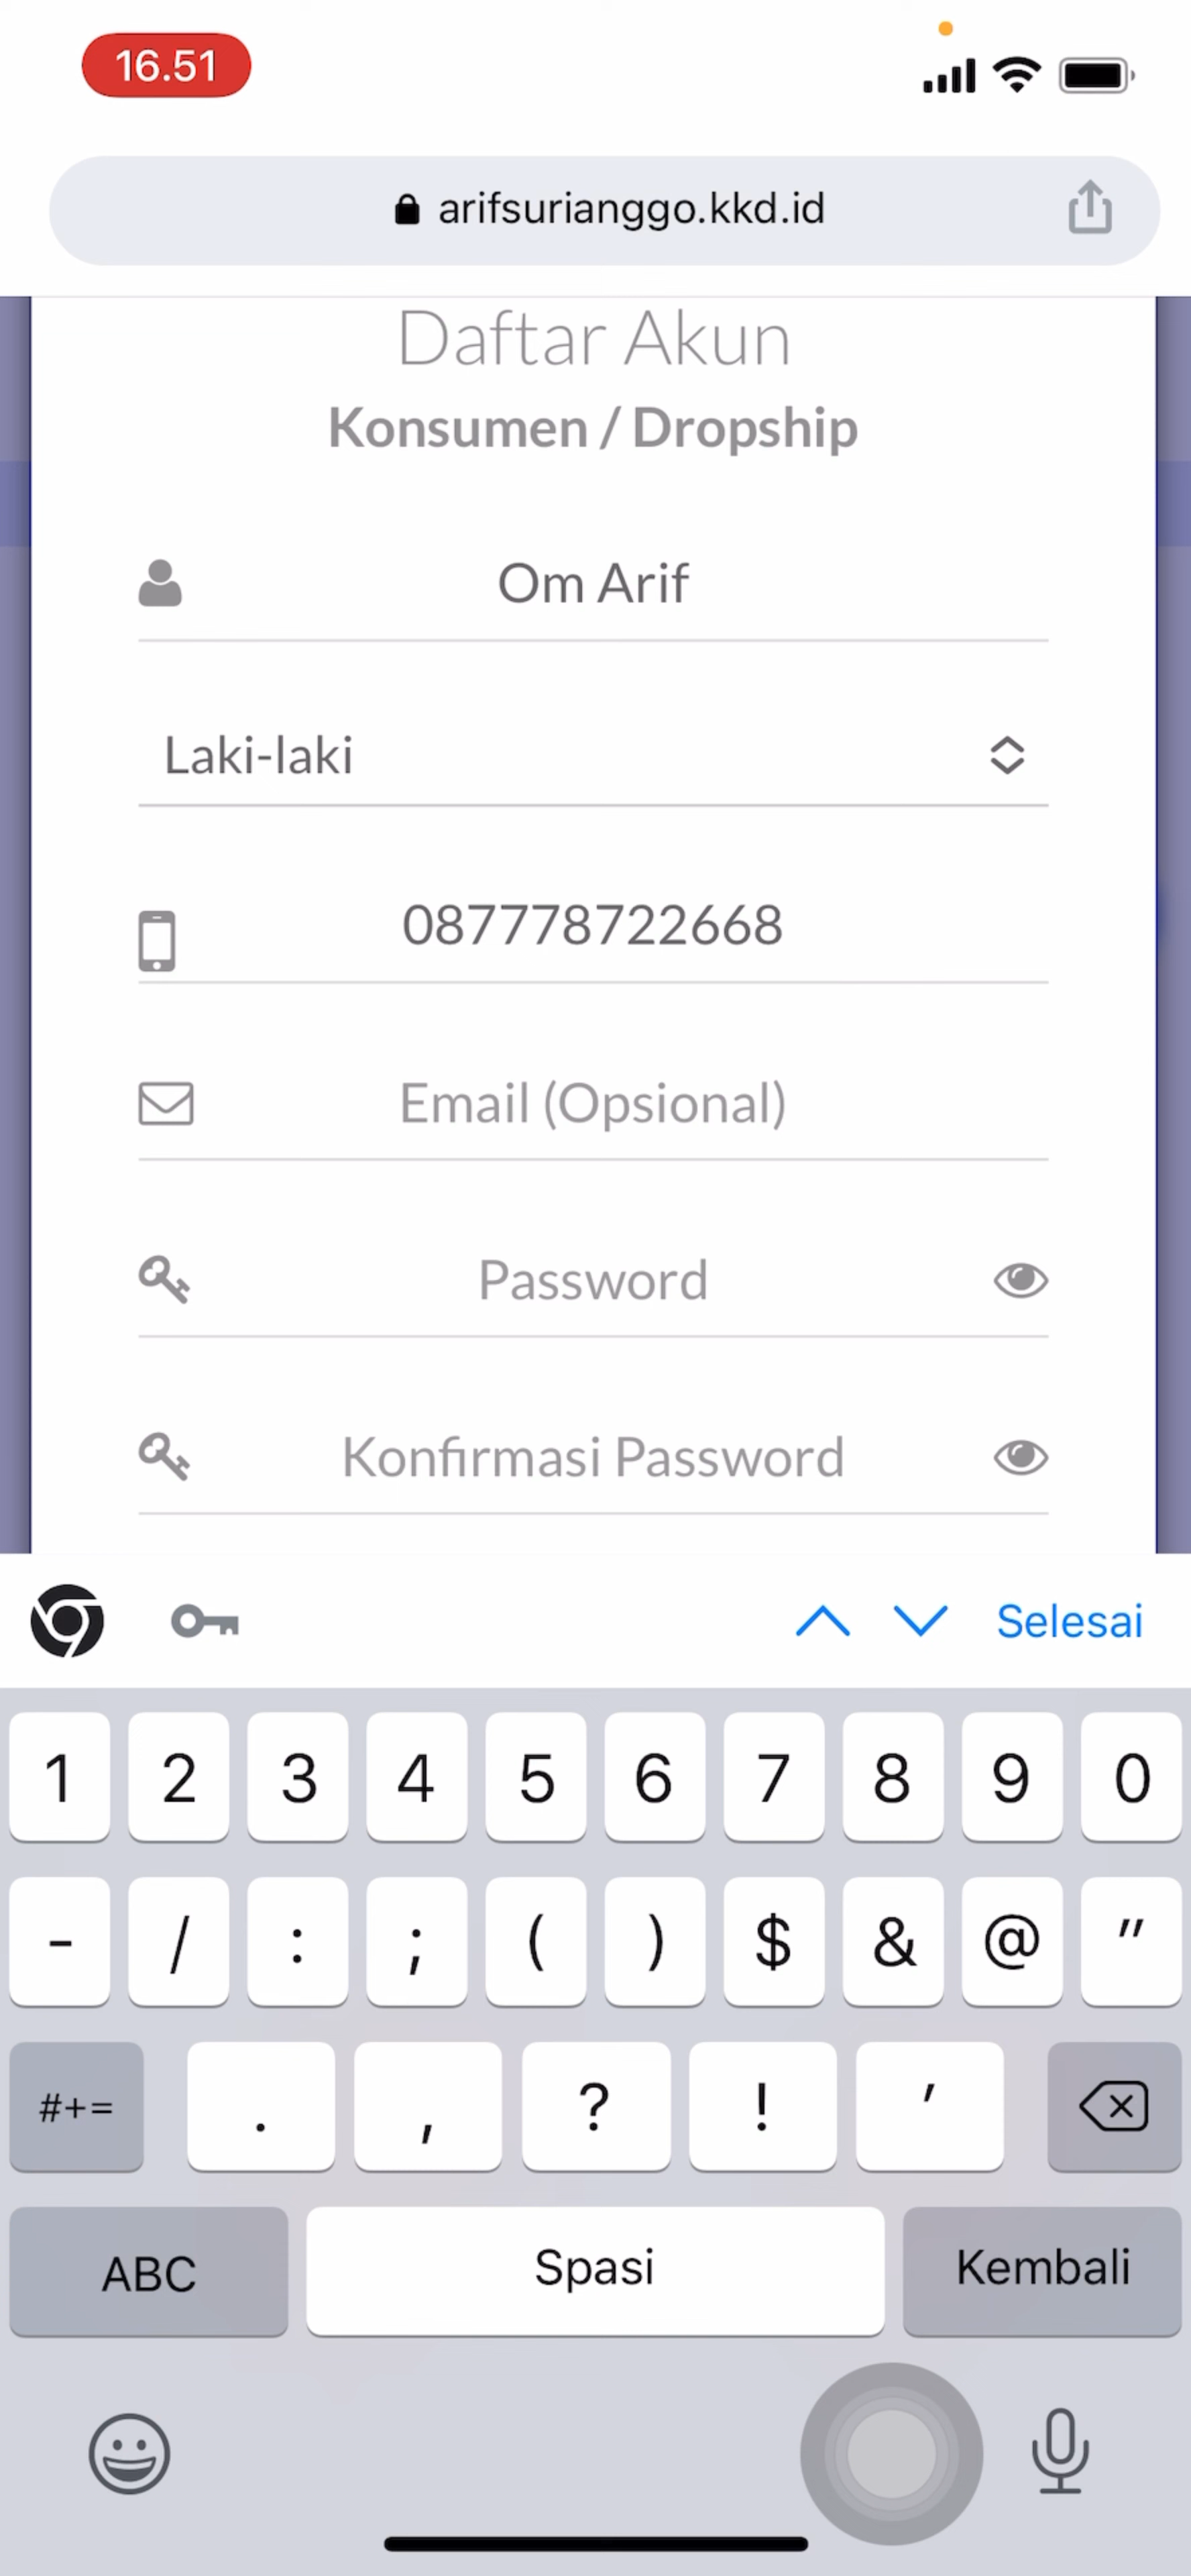 16.51
arifsurianggo.kkd.id
Daftar Akun
Konsumen / Dropship
Om Arif
Laki-laki
087778722668
Email (Opsional)
Password
Konfirmasi Password
Selesai
1 2 3 4 5 6 7 8 9 0
- / : ; ( ) $ & @ "
#+= . , ? ! '
ABC Spasi Kembali